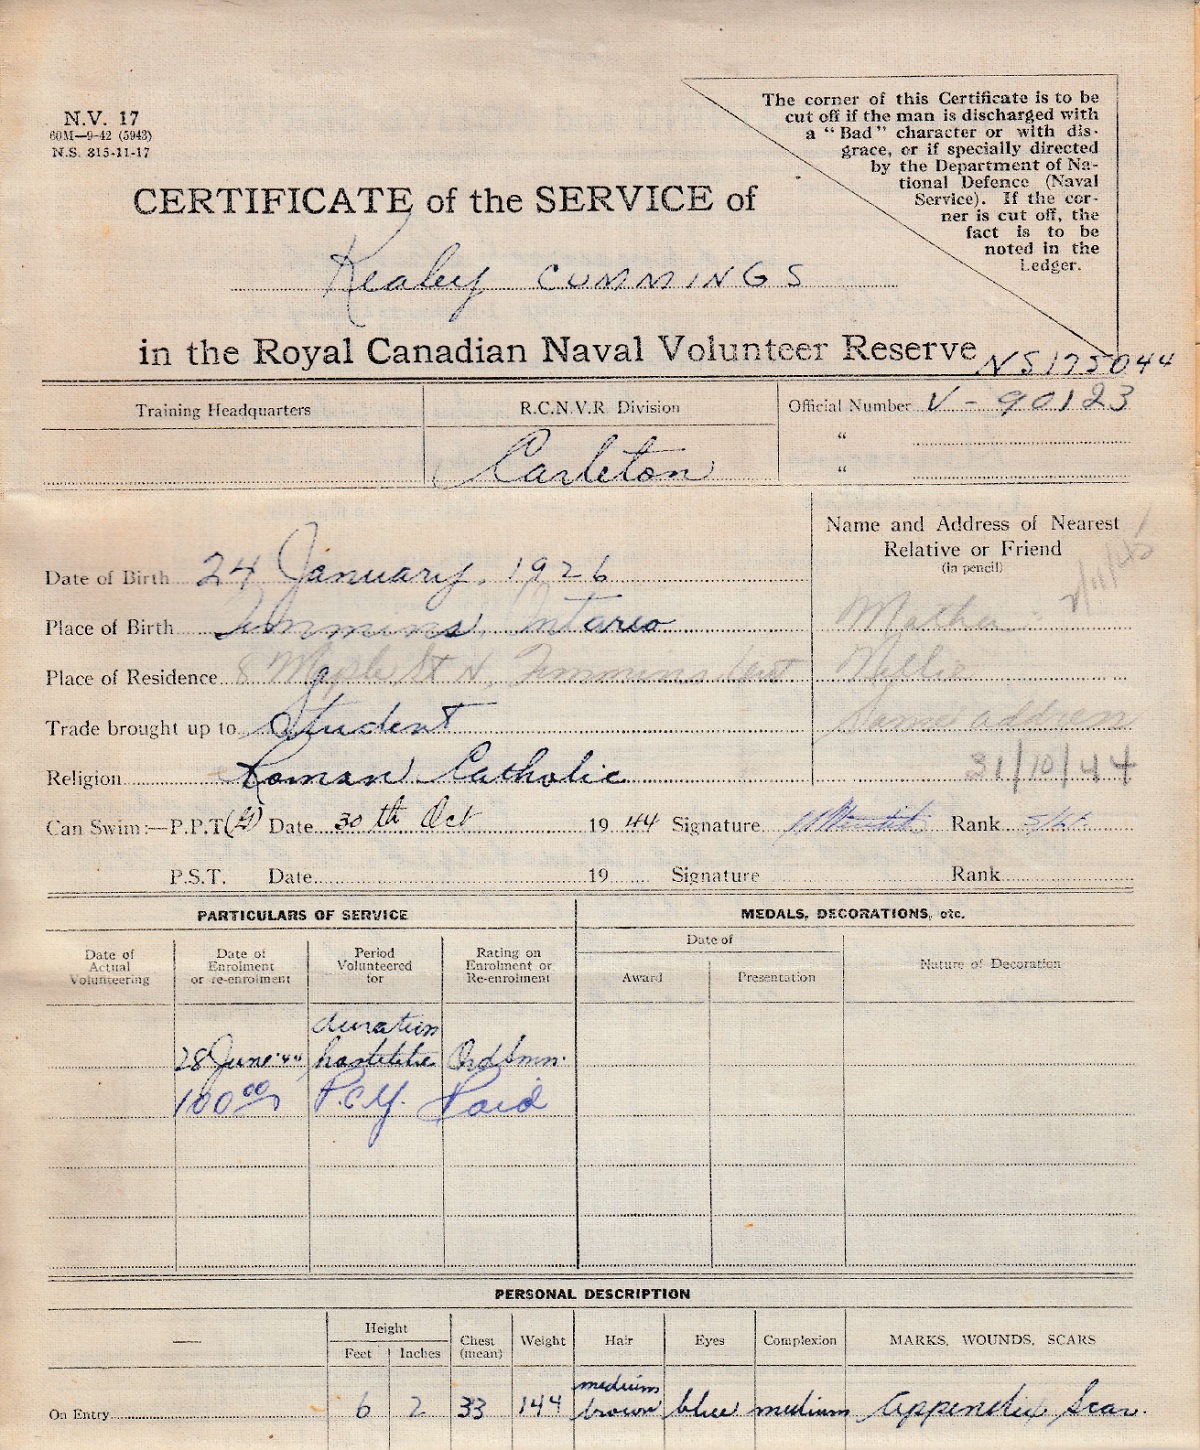 N.V. 17
60M—9-42 (5943)
N.S. 815-11-17
The corner of this Certificate is to be
cut off if the man is discharged with
a "Bad" character or with dis-
grace, or if specially directed
by the Department of Na-
tional Defence (Naval
Service). If the cor-
ner is cut off, the
fact is to be
noted in the
Ledger.
CERTIFICATE of the SERVICE of
Kealey CUMMINGS
in the Royal Canadian Naval Volunteer Reserve NS175044
Training Headquarters
R.C.N.V.R Division
Carleton
Official Number V-90123
"
"
Name and Address of Nearest
Relative or Friend
(in pencil)
Date of Birth 24 January, 1926
Place of Birth Timmins, Ontario
Mother
Place of Residence 8 Maple St N, Timmins Ont
Nellie
Trade brought up to Student
Same address
Religion Roman Catholic
31/10/44
Can Swim:—P.P.T. Date 30th Oct 1944 Signature Rank S/Lt.
P.S.T. Date 19 Signature Rank
PARTICULARS OF SERVICE
MEDALS, DECORATIONS, etc.
Date of
Actual
Volunteering
Date of
Enrolment
or re-enrolment
Period
Volunteered
for
Rating on
Enrolment or
Re-enrolment
Date of
Award
Presentation
Nature of Decoration
duration
28 June '44 hostilitie Ord Smn.
100.00 P.C.Y. Paid
PERSONAL DESCRIPTION
—
Height
Feet
Inches
Chest
(mean)
Weight
Hair
Eyes
Complexion
MARKS, WOUNDS, SCARS
medium
On Entry 6 2 33 144 brown blue medium appendix Scar.